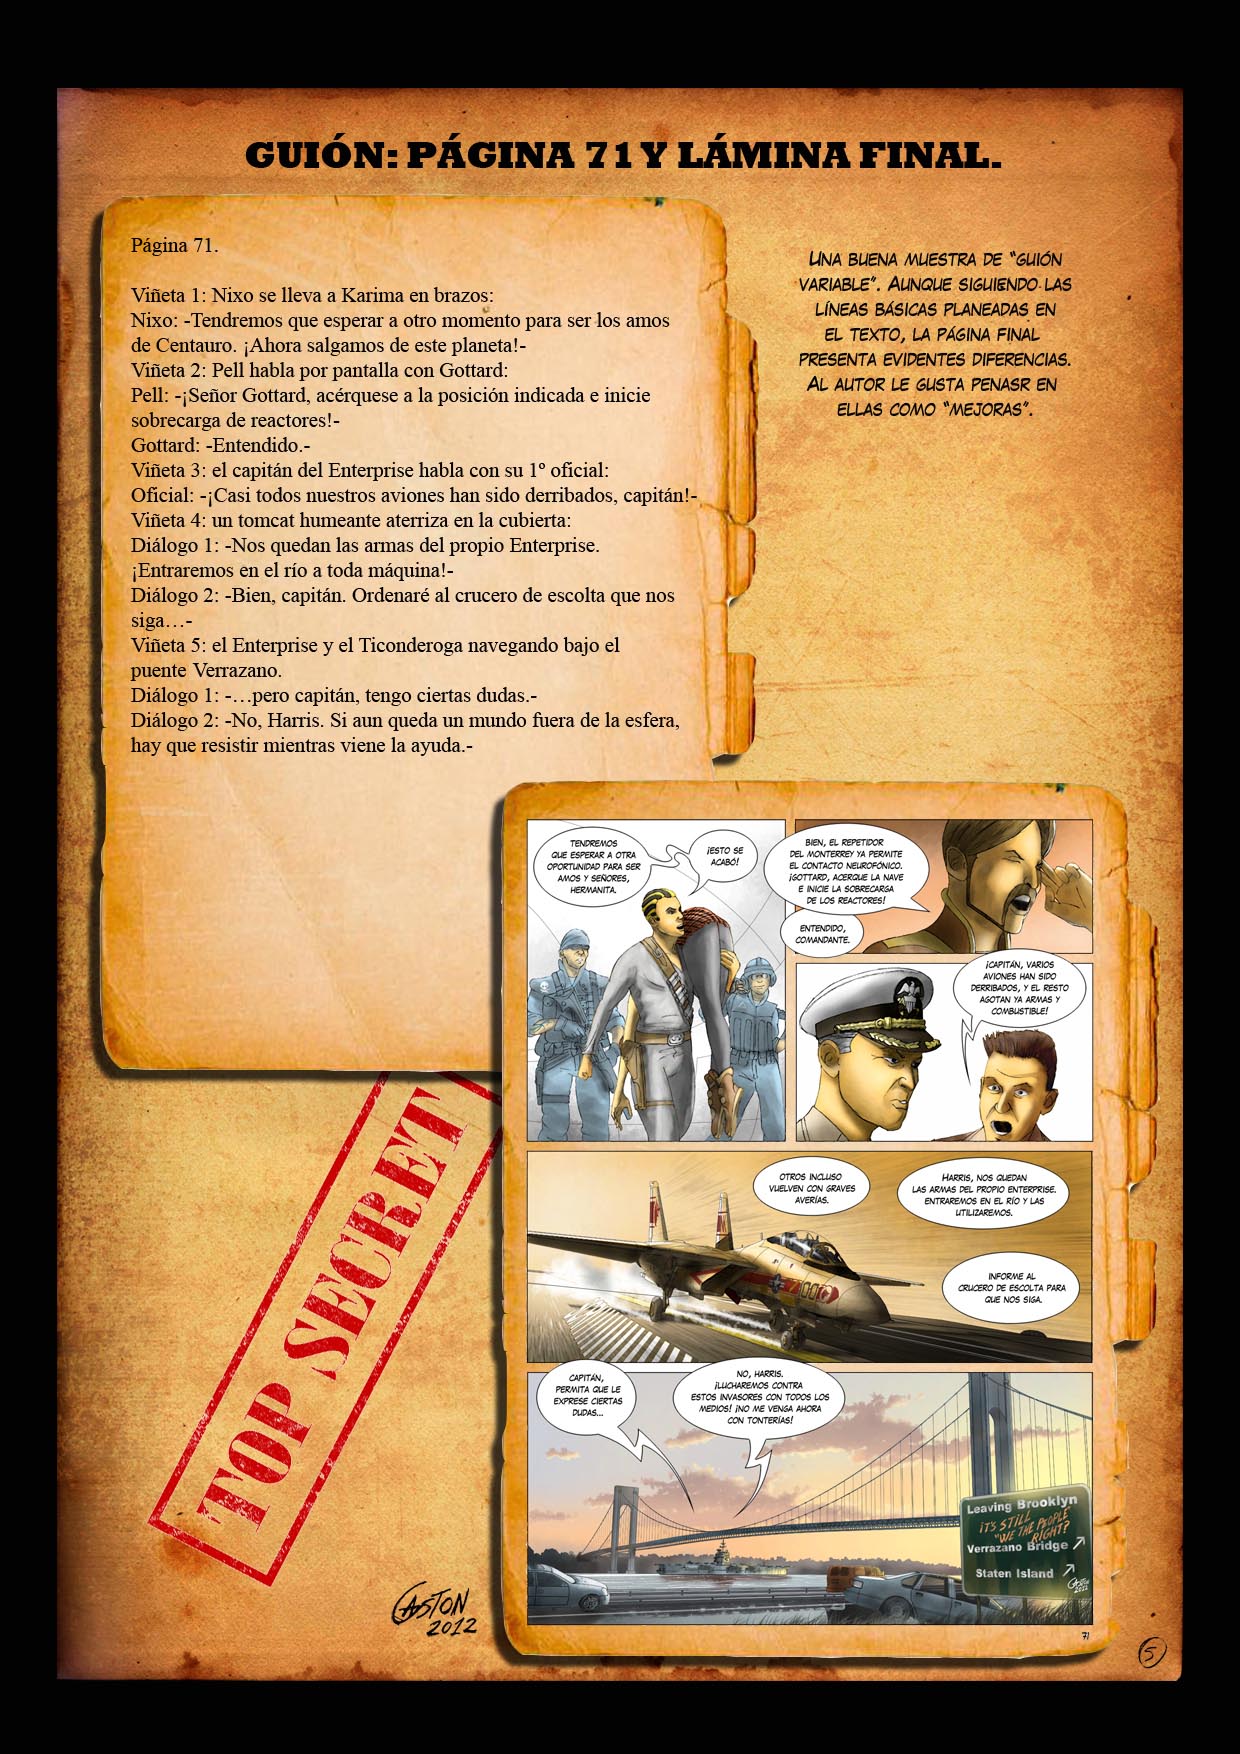 GUIÓN: PÁGINA 71 Y LÁMINA FINAL.
Página 71.
Viñeta 1: Nixo se lleva a Karima en brazos:
Nixo: -Tendremos que esperar a otro momento para ser los amos
de Centauro. ¡Ahora salgamos de este planeta!-
Viñeta 2: Pell habla por pantalla con Gottard:
Pell: -¡Señor Gottard, acérquese a la posición indicada e inicie
sobrecarga de reactores!-
Gottard: -Entendido.-
Viñeta 3: el capitán del Enterprise habla con su 1º oficial:
Oficial: -¡Casi todos nuestros aviones han sido derribados, capitán!-
Viñeta 4: un tomcat humeante aterriza en la cubierta:
Diálogo 1: -Nos quedan las armas del propio Enterprise.
¡Entraremos en el río a toda máquina!-
Diálogo 2: -Bien, capitán. Ordenaré al crucero de escolta que nos
siga…-
Viñeta 5: el Enterprise y el Ticonderoga navegando bajo el
puente Verrazano.
Diálogo 1: -…pero capitán, tengo ciertas dudas.-
Diálogo 2: -No, Harris. Si aun queda un mundo fuera de la esfera,
hay que resistir mientras viene la ayuda.-
UNA BUENA MUESTRA DE “GUIÓN
VARIABLE”. AUNQUE SIGUIENDO LAS
LÍNEAS BÁSICAS PLANEADAS EN
EL TEXTO, LA PÁGINA FINAL
PRESENTA EVIDENTES DIFERENCIAS.
AL AUTOR LE GUSTA PENASR EN
ELLAS COMO “MEJORAS”.
TENDREMOS
QUE ESPERAR A OTRA
OPORTUNIDAD PARA SER
AMOS Y SEÑORES,
HERMANITA.
¡ESTO SE
ACABÓ!
BIEN, EL REPETIDOR
DEL MONTERREY YA PERMITE
EL CONTACTO NEUROFÓNICO.
¡GOTTARD, ACERQUE LA NAVE
E INICIE LA SOBRECARGA
DE LOS REACTORES!
ENTENDIDO,
COMANDANTE.
¡CAPITÁN, VARIOS
AVIONES HAN SIDO
DERRIBADOS, Y EL RESTO
AGOTAN YA ARMAS Y
COMBUSTIBLE!
OTROS INCLUSO
VUELVEN CON GRAVES
AVERÍAS.
HARRIS, NOS QUEDAN
LAS ARMAS DEL PROPIO ENTERPRISE.
ENTRAREMOS EN EL RÍO Y LAS
UTILIZAREMOS.
INFORME AL
CRUCERO DE ESCOLTA PARA
QUE NOS SIGA.
CAPITÁN,
PERMITA QUE LE
EXPRESE CIERTAS
DUDAS...
NO, HARRIS.
¡LUCHAREMOS CONTRA
ESTOS INVASORES CON TODOS LOS
MEDIOS! ¡NO ME VENGA AHORA
CON TONTERÍAS!
Leaving Brooklyn
IT'S STILL
"WE THE PEOPLE"
RIGHT?
Verrazano Bridge
Staten Island
GASTON
2012
71
TOP SECRET
GASTON
2012
5